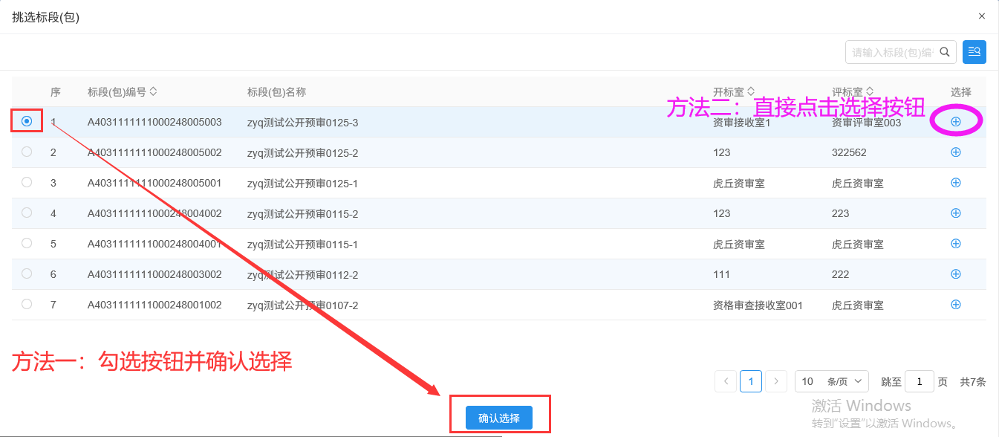 挑选标段(包)
请输入标段(包)编
序 标段(包)编号 标段(包)名称 开标室 评标室 选择
方法二：直接点击选择按钮
1 A4031111111000248005003 zyq测试公开预审0125-3 资审接收室1 资审评审室003
2 A4031111111000248005002 zyq测试公开预审0125-2 123 322562
3 A4031111111000248005001 zyq测试公开预审0125-1 虎丘资审室 虎丘资审室
4 A4031111111000248004002 zyq测试公开预审0115-2 123 223
5 A4031111111000248004001 zyq测试公开预审0115-1 虎丘资审室 虎丘资审室
6 A4031111111000248003002 zyq测试公开预审0112-2 111 222
7 A4031111111000248001002 zyq测试公开预审0107-2 资格审查接收室001 虎丘资审室
方法一：勾选按钮并确认选择
1 10 条/页 跳至 1 页 共7条
确认选择
激活 Windows
转到“设置”以激活 Windows。